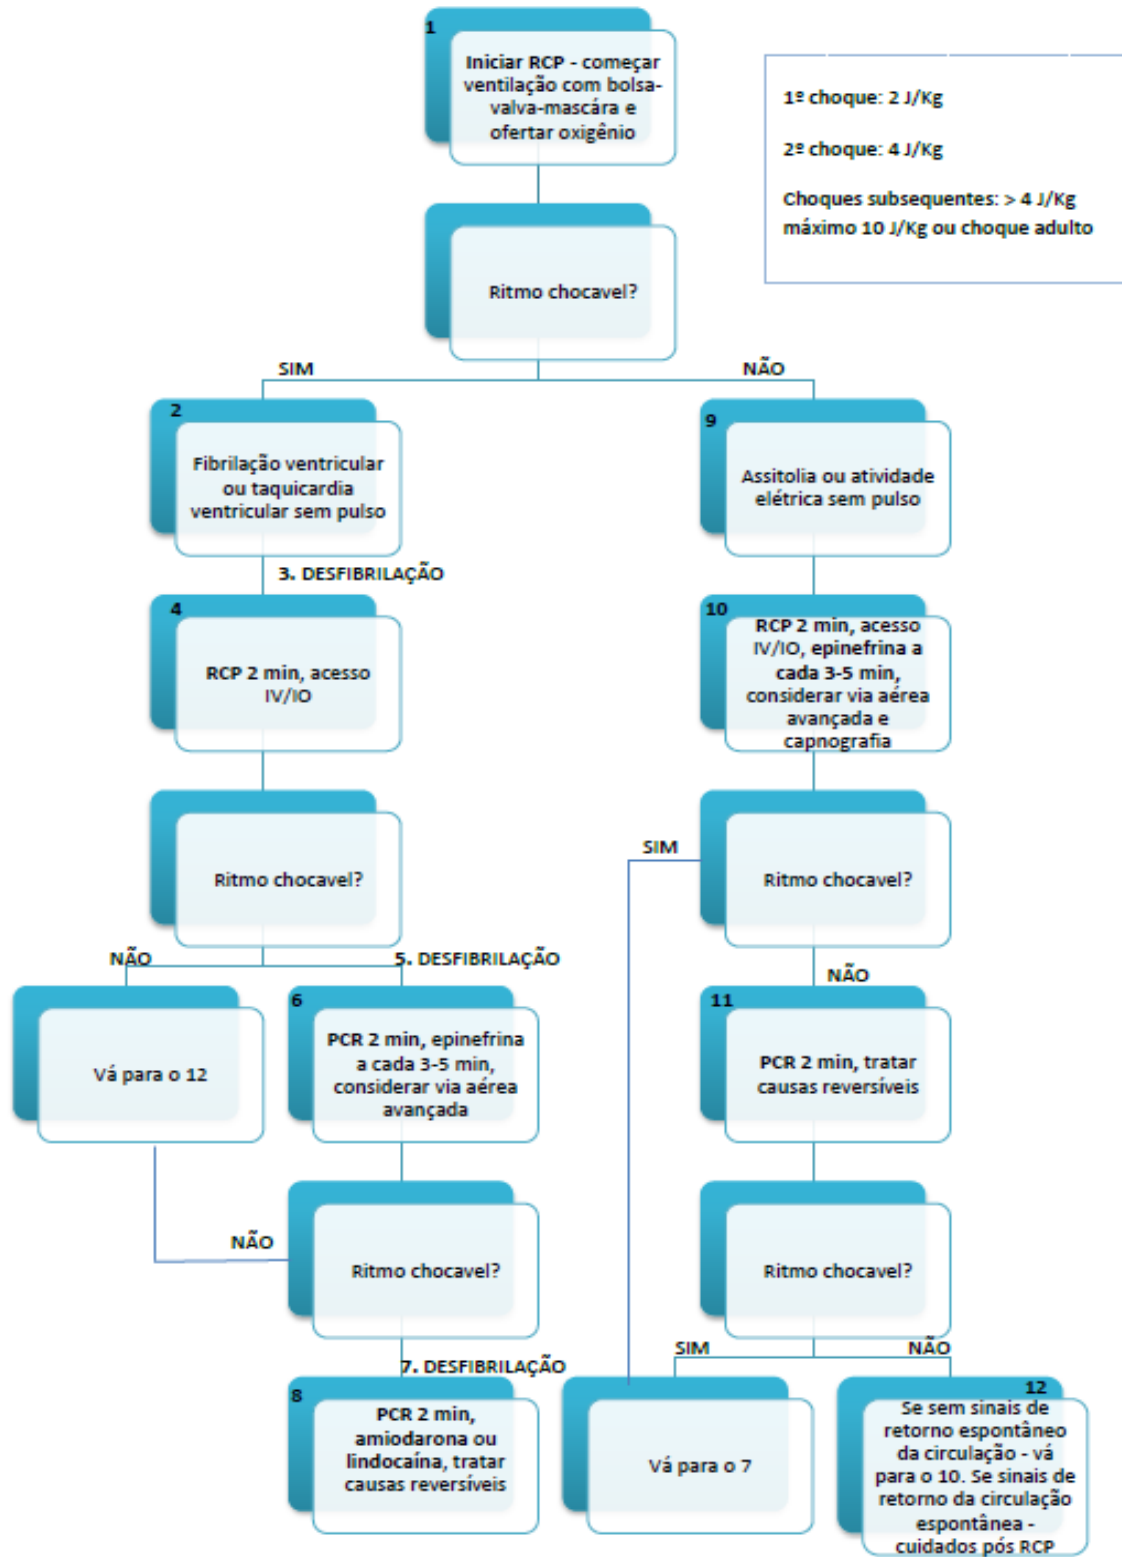 1
Iniciar RCP - começar
ventilação com bolsa-
valva-mascára e
ofertar oxigênio
1º choque: 2 J/Kg
2º choque: 4 J/Kg
Choques subsequentes: > 4 J/Kg
máximo 10 J/Kg ou choque adulto
Ritmo chocavel?
SIM
NÃO
2
Fibrilação ventricular
ou taquicardia
ventricular sem pulso
9
Assitolia ou atividade
elétrica sem pulso
3. DESFIBRILAÇÃO
4
RCP 2 min, acesso
IV/IO
10
RCP 2 min, acesso
IV/IO, epinefrina a
cada 3-5 min,
considerar via aérea
avançada e
capnografia
Ritmo chocavel?
SIM
Ritmo chocavel?
NÃO
5. DESFIBRILAÇÃO
NÃO
Vá para o 12
6
PCR 2 min, epinefrina
a cada 3-5 min,
considerar via aérea
avançada
11
PCR 2 min, tratar
causas reversíveis
NÃO
Ritmo chocavel?
Ritmo chocavel?
7. DESFIBRILAÇÃO
SIM
NÃO
8
PCR 2 min,
amiodarona ou
lindocaína, tratar
causas reversíveis
Vá para o 7
12
Se sem sinais de
retorno espontâneo
da circulação - vá
para o 10. Se sinais de
retorno da circulação
espontânea -
cuidados pós RCP